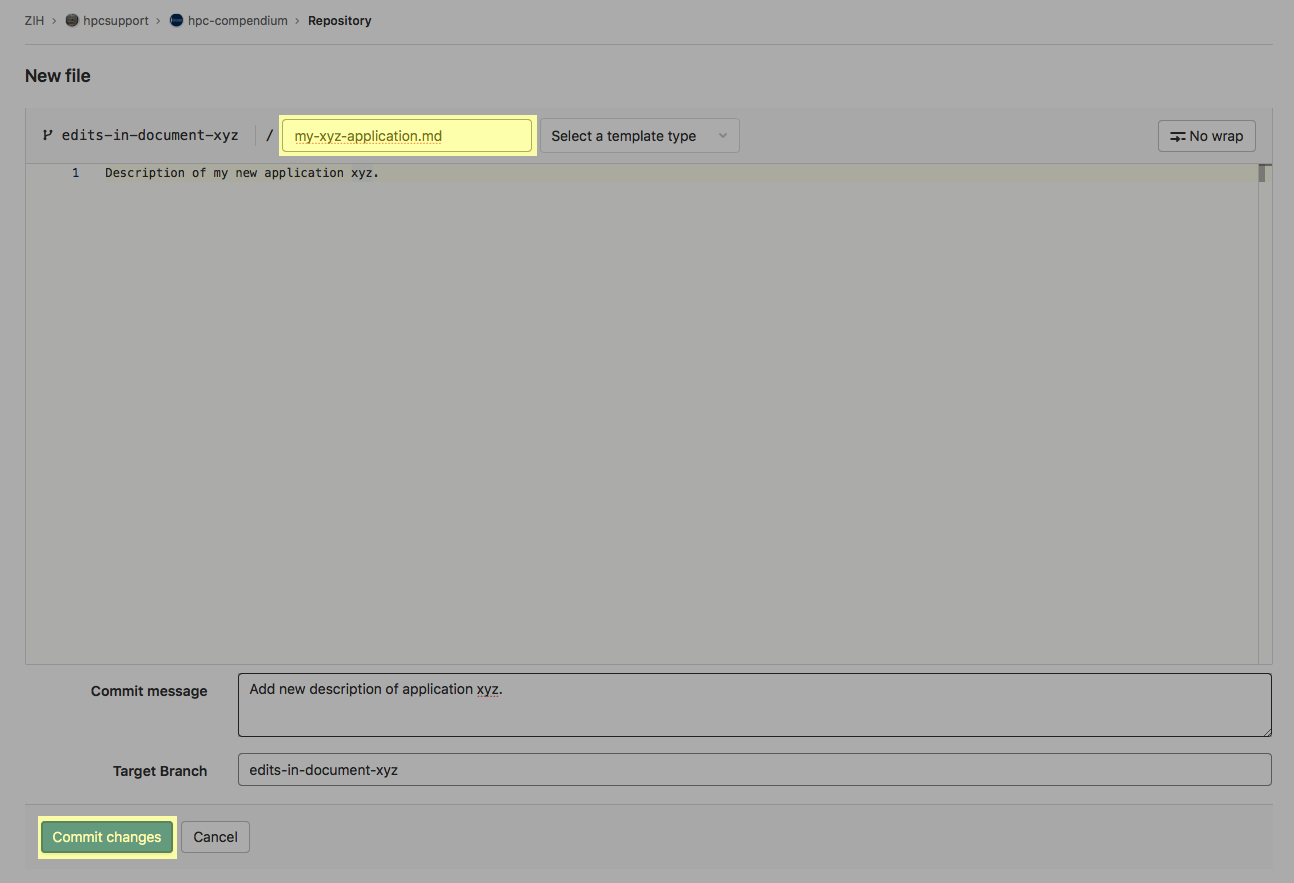 ZIH › hpcsupport › hpc-compendium › Repository
New file
edits-in-document-xyz / my-xyz-application.md Select a template type No wrap
1 Description of my new application xyz.
Commit message Add new description of application xyz.
Target Branch edits-in-document-xyz
Commit changes Cancel